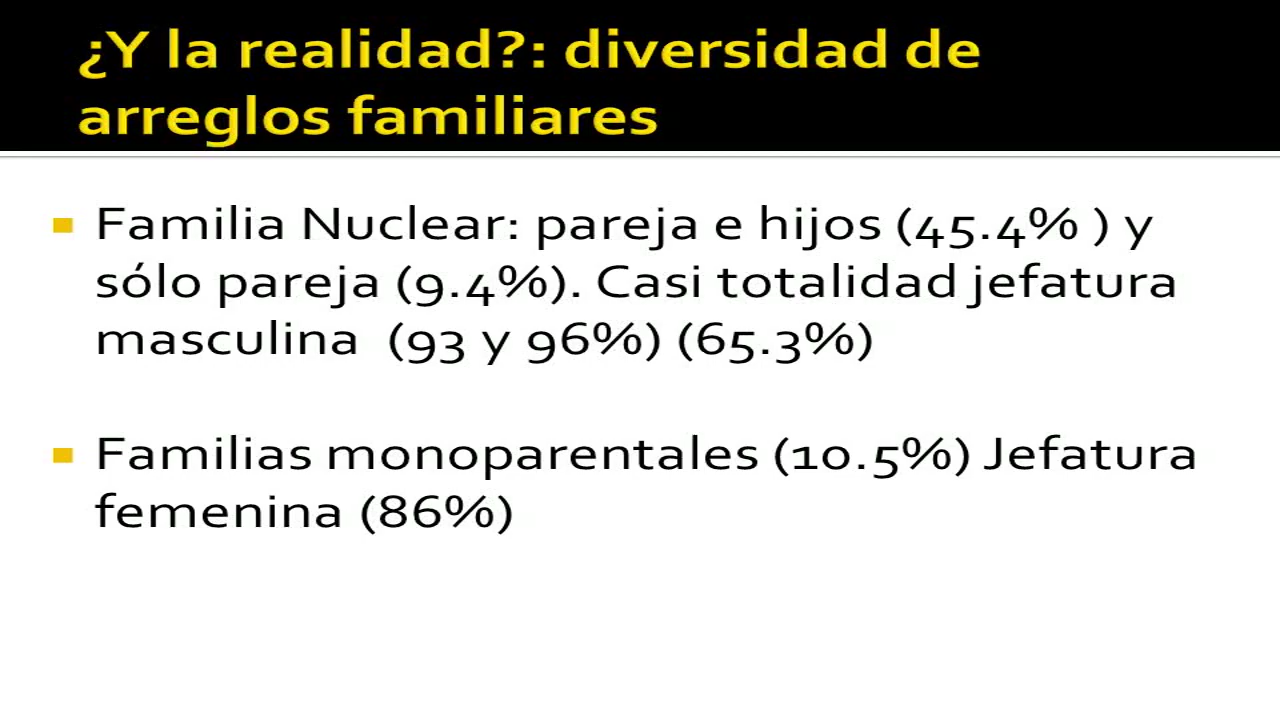 ¿Y la realidad?: diversidad de
arreglos familiares
Familia Nuclear: pareja e hijos (45.4% ) y
sólo pareja (9.4%). Casi totalidad jefatura
masculina (93 y 96%) (65.3%)
Familias monoparentales (10.5%) Jefatura
femenina (86%)